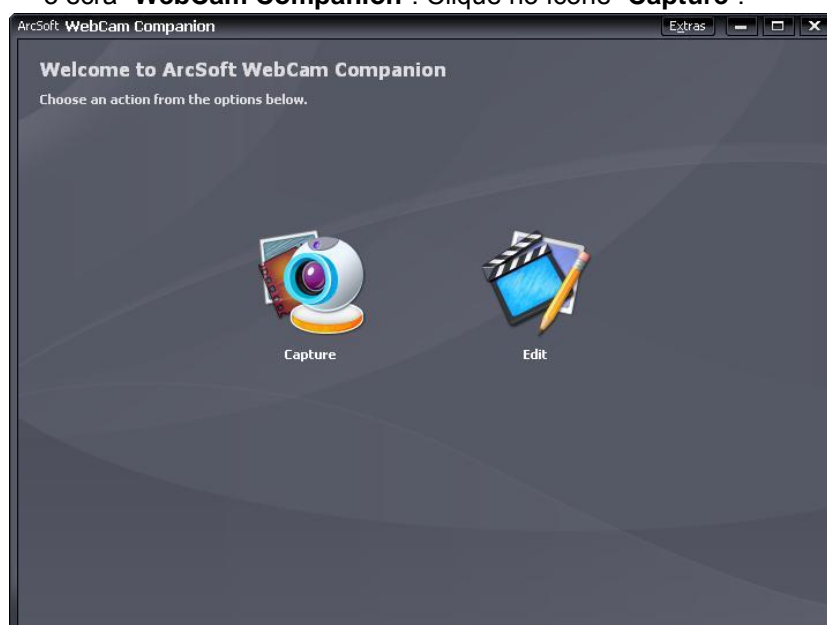 "WebCam Companion". Clique no ícone "Capture".
ArcSoft WebCam Companion Extras
Welcome to ArcSoft WebCam Companion
Choose an action from the options below.
Capture Edit